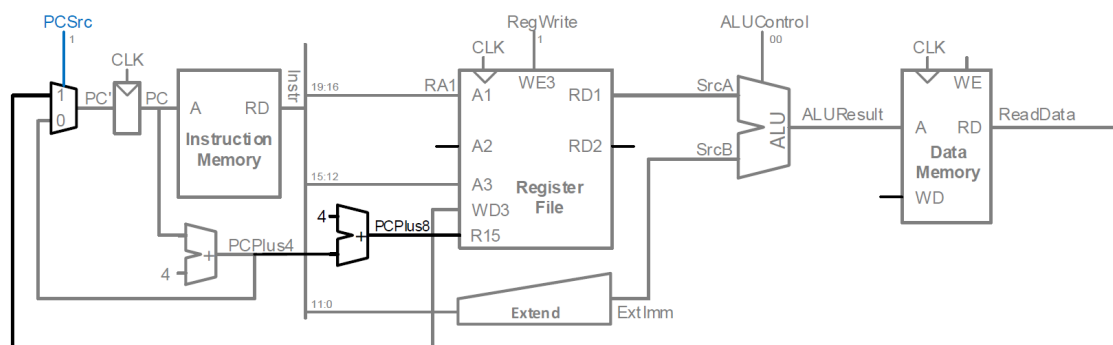 PCSrc
1
RegWrite
1
ALUControl
00
CLK
CLK
CLK
1
0
PC'
PC
A RD
Instruction
Memory
Instr
19:16
RA1
A1
WE3
RD1
SrcA
ALU
ALUResult
WE
A RD
ReadData
Data
Memory
WD
A2
RD2
SrcB
15:12
A3
Register
File
WD3
R15
4
+
PCPlus8
+
PCPlus4
4
11:0
Extend
ExtImm